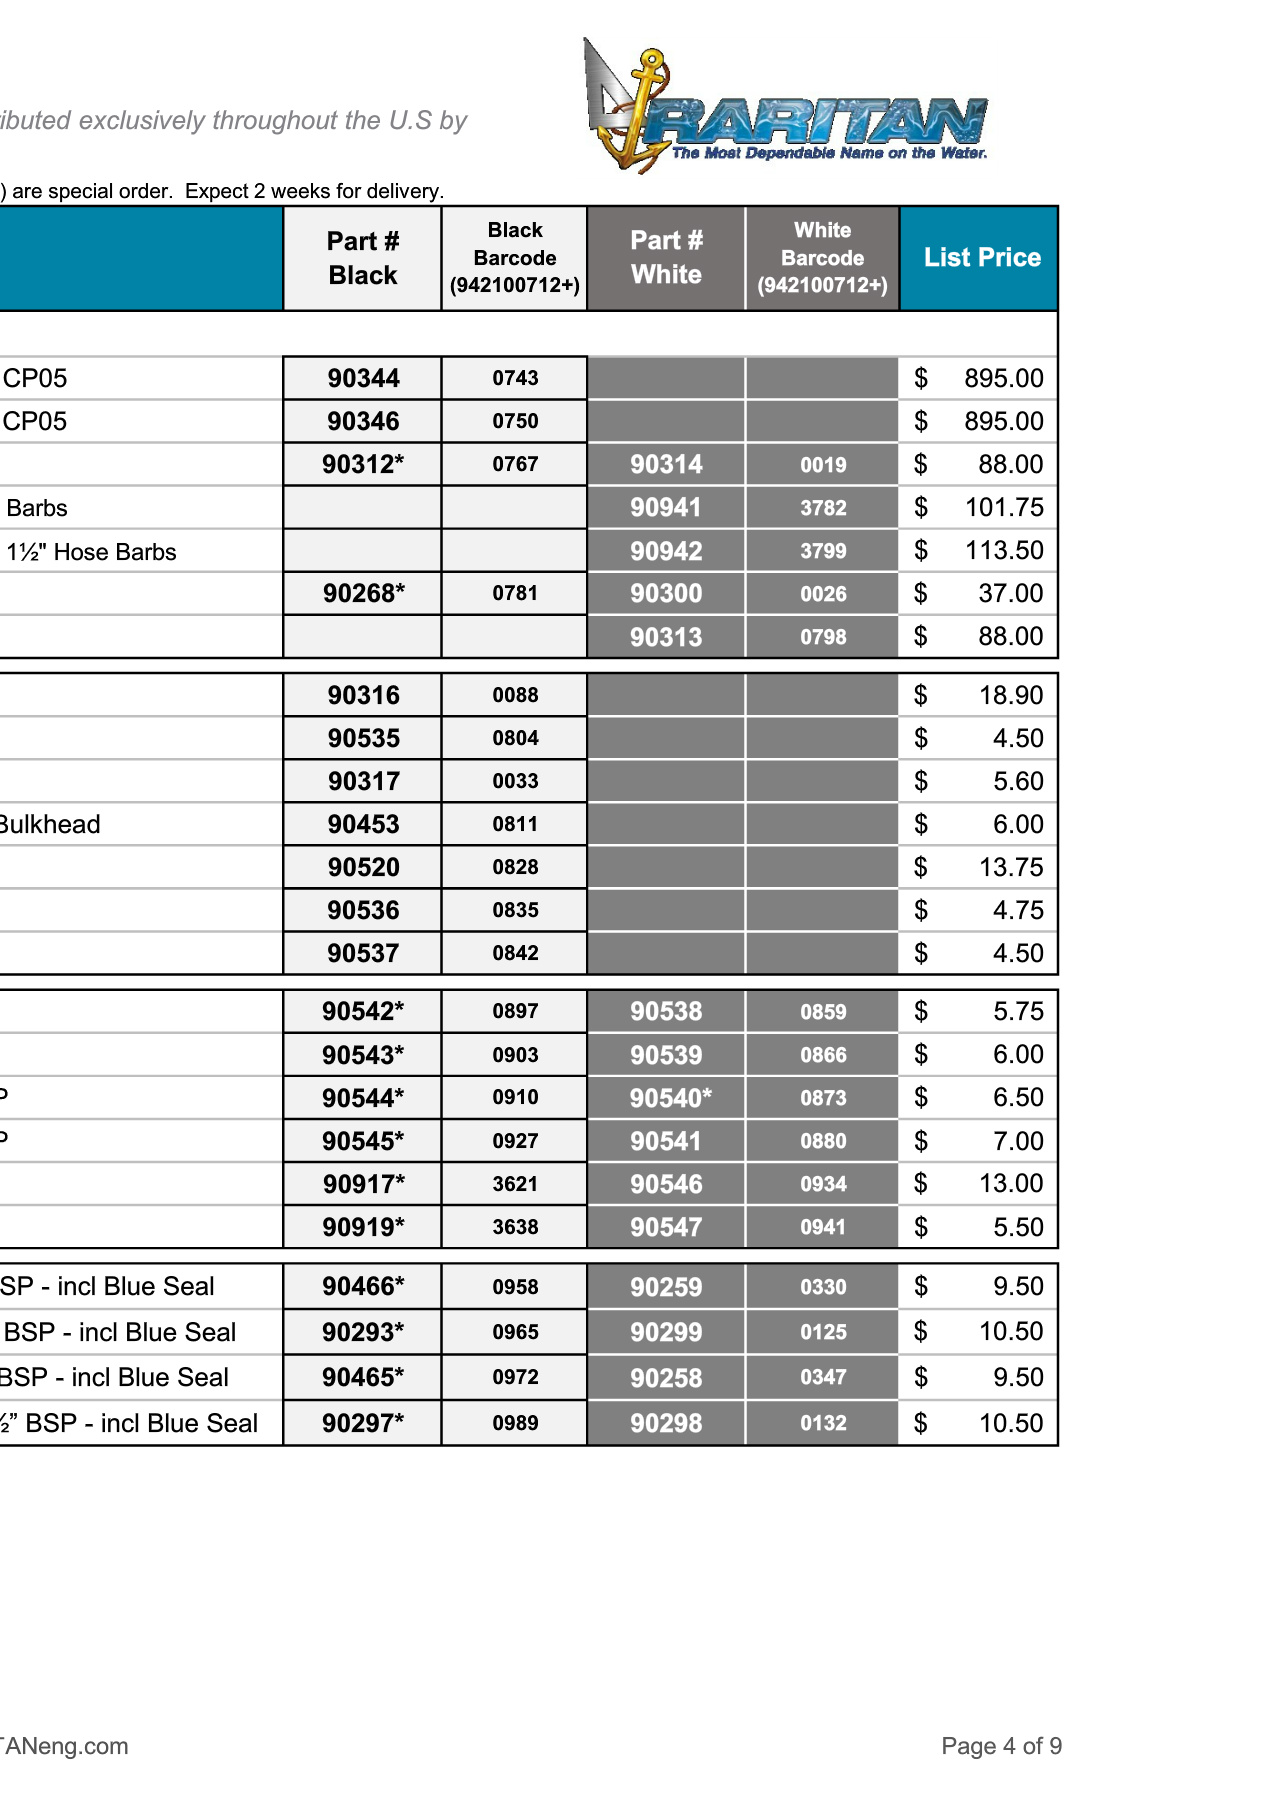 ibuted exclusively throughout the U.S by
RARITAN
The Most Dependable Name on the Water.
) are special order. Expect 2 weeks for delivery.
Part # Black Black Barcode (942100712+) Part # White White Barcode (942100712+) List Price
CP05 90344 0743 $ 895.00
CP05 90346 0750 $ 895.00
90312* 0767 90314 0019 $ 88.00
Barbs 90941 3782 $ 101.75
1½" Hose Barbs 90942 3799 $ 113.50
90268* 0781 90300 0026 $ 37.00
90313 0798 $ 88.00
90316 0088 $ 18.90
90535 0804 $ 4.50
90317 0033 $ 5.60
Bulkhead 90453 0811 $ 6.00
90520 0828 $ 13.75
90536 0835 $ 4.75
90537 0842 $ 4.50
90542* 0897 90538 0859 $ 5.75
90543* 0903 90539 0866 $ 6.00
P 90544* 0910 90540* 0873 $ 6.50
P 90545* 0927 90541 0880 $ 7.00
90917* 3621 90546 0934 $ 13.00
90919* 3638 90547 0941 $ 5.50
SP - incl Blue Seal 90466* 0958 90259 0330 $ 9.50
BSP - incl Blue Seal 90293* 0965 90299 0125 $ 10.50
BSP - incl Blue Seal 90465* 0972 90258 0347 $ 9.50
½” BSP - incl Blue Seal 90297* 0989 90298 0132 $ 10.50
TANeng.com
Page 4 of 9